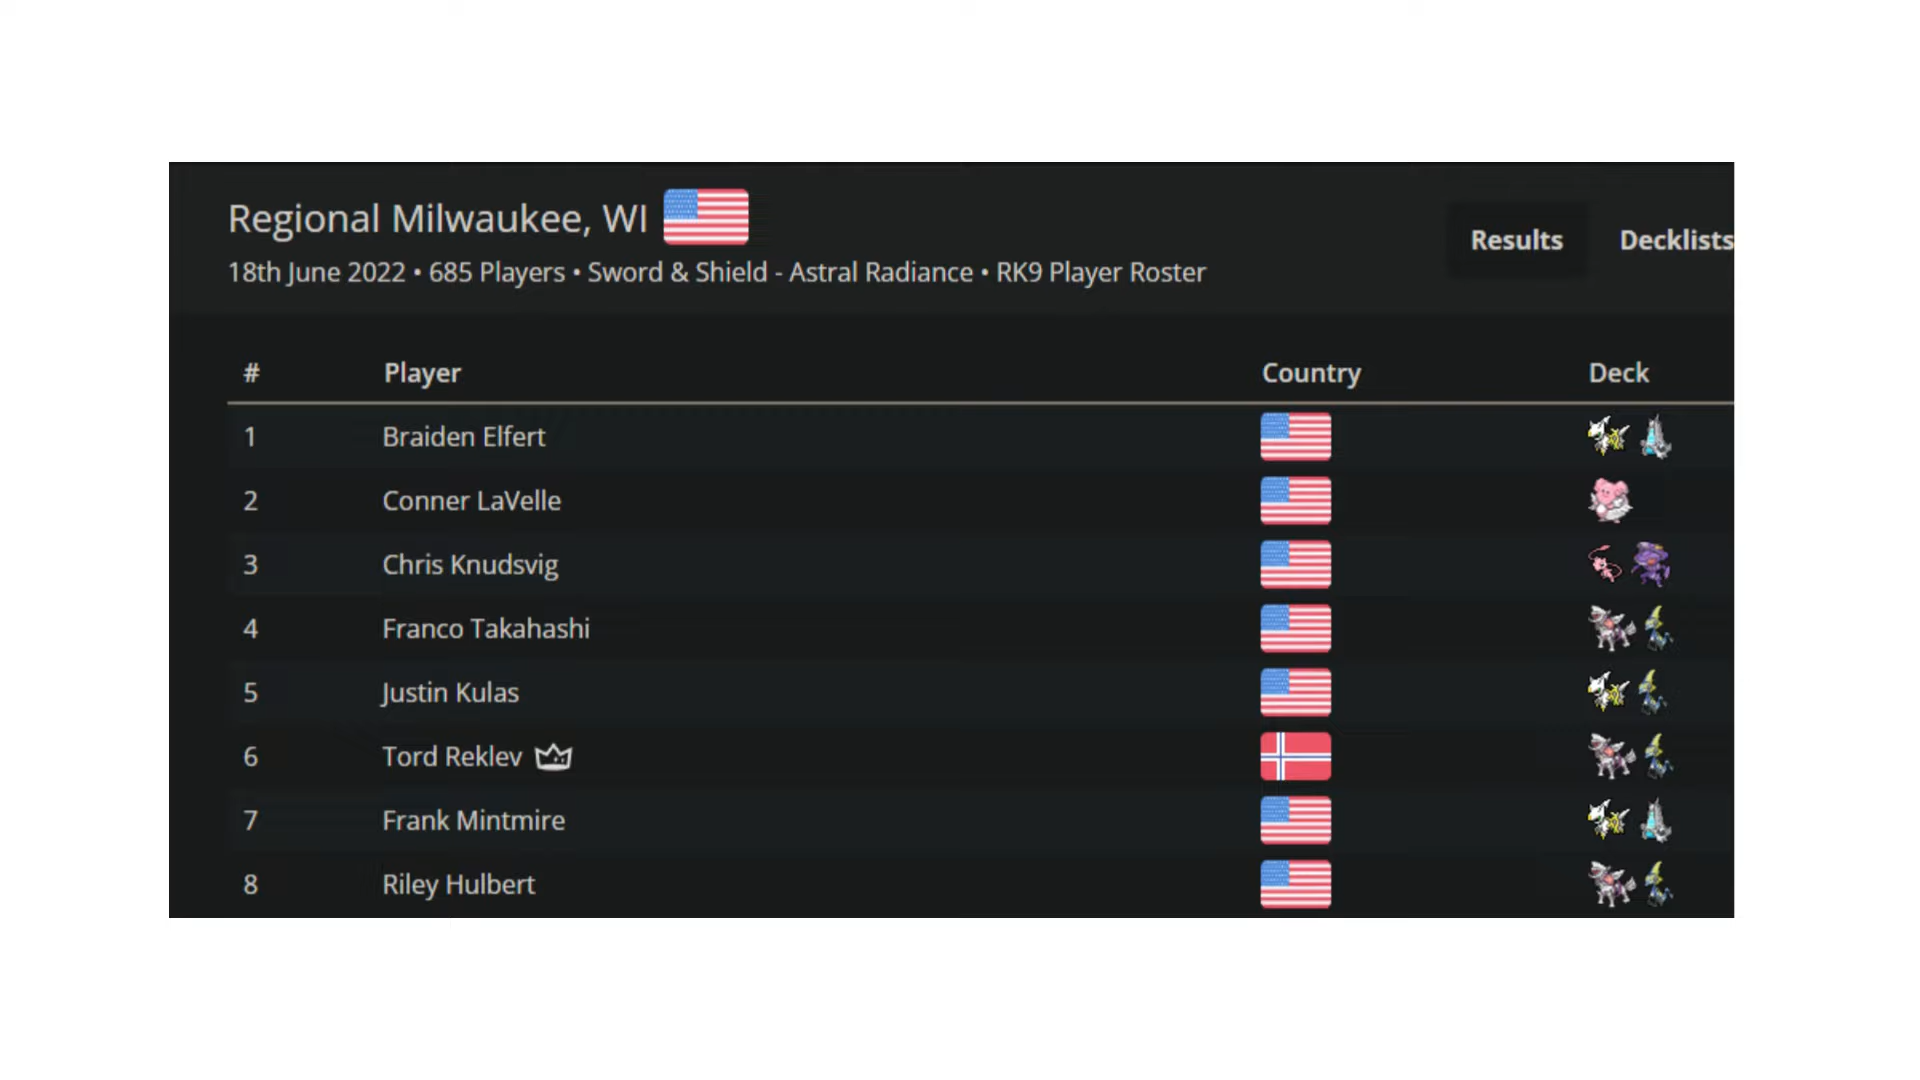 Regional Milwaukee, WI
18th June 2022 • 685 Players • Sword & Shield - Astral Radiance • RK9 Player Roster
Results Decklists
# Player Country Deck
1 Braiden Elfert
2 Conner LaVelle
3 Chris Knudsvig
4 Franco Takahashi
5 Justin Kulas
6 Tord Reklev
7 Frank Mintmire
8 Riley Hulbert